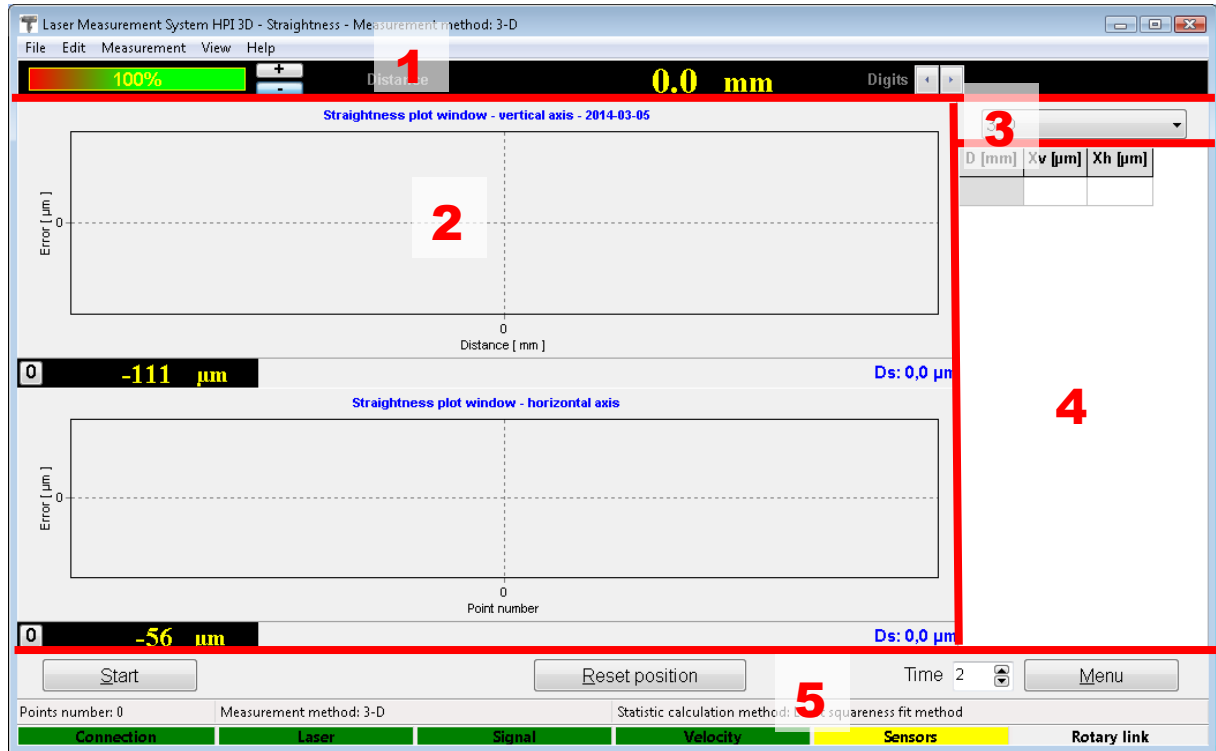 Laser Measurement System HPI 3D - Straightness - Measurement method: 3-D
File Edit Measurement View Help
100% + - Distance 0.0 mm Digits
1
Straightness plot window - vertical axis - 2014-03-05
3
D [mm] Xv [µm] Xh [µm]
Error [ µm ]
0
2
0
Distance [ mm ]
0 -111 µm Ds: 0,0 µm
Straightness plot window - horizontal axis
4
Error [ µm ]
0
0
Point number
0 -56 µm Ds: 0,0 µm
Start Reset position Time 2 Menu
5
Points number: 0 Measurement method: 3-D Statistic calculation method: squareness fit method
Connection Laser Signal Velocity Sensors Rotary link